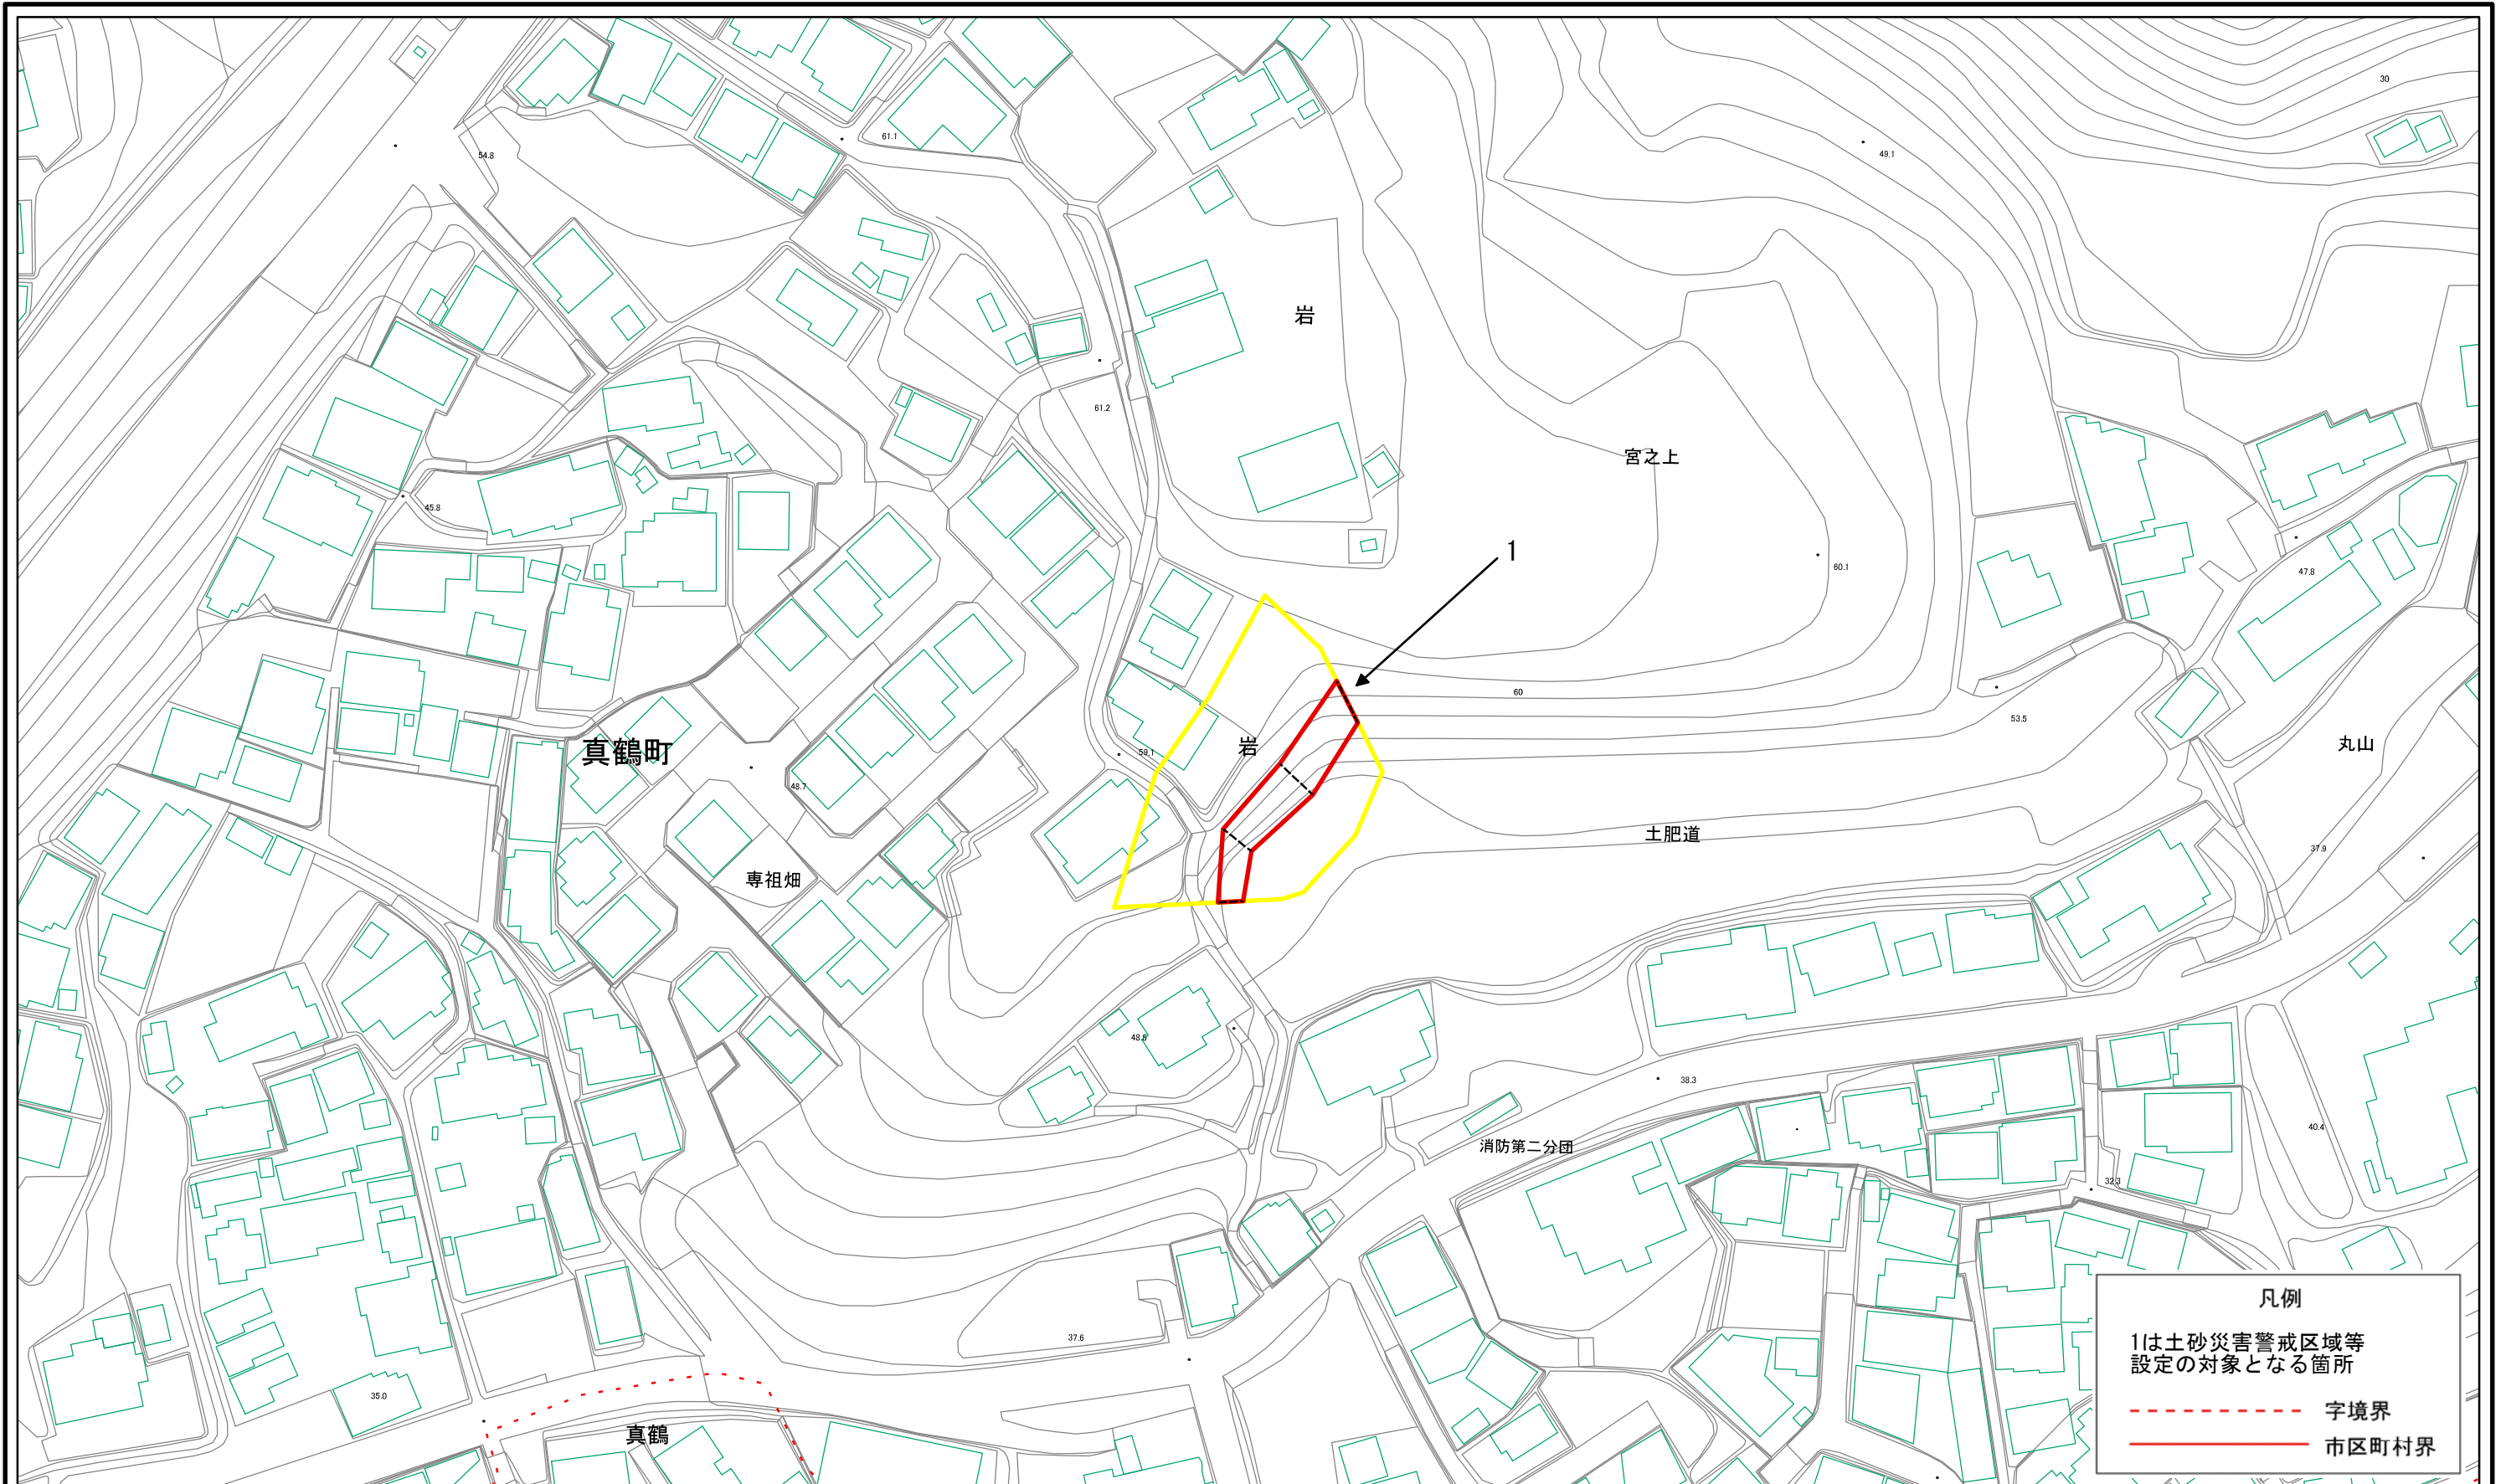 30
61.1
49.1
54.8
岩
61.2
宮之上
45.8
1
60.1
47.8
60
53.5
真鶴町
岩
59.1
丸山
48.7
土肥道
37.9
専祖畑
48.8
38.3
消防第二分団
40.4
32.3
37.6
35.0
真鶴
凡例
1は土砂災害警戒区域等
設定の対象となる箇所
字境界
市区町村界